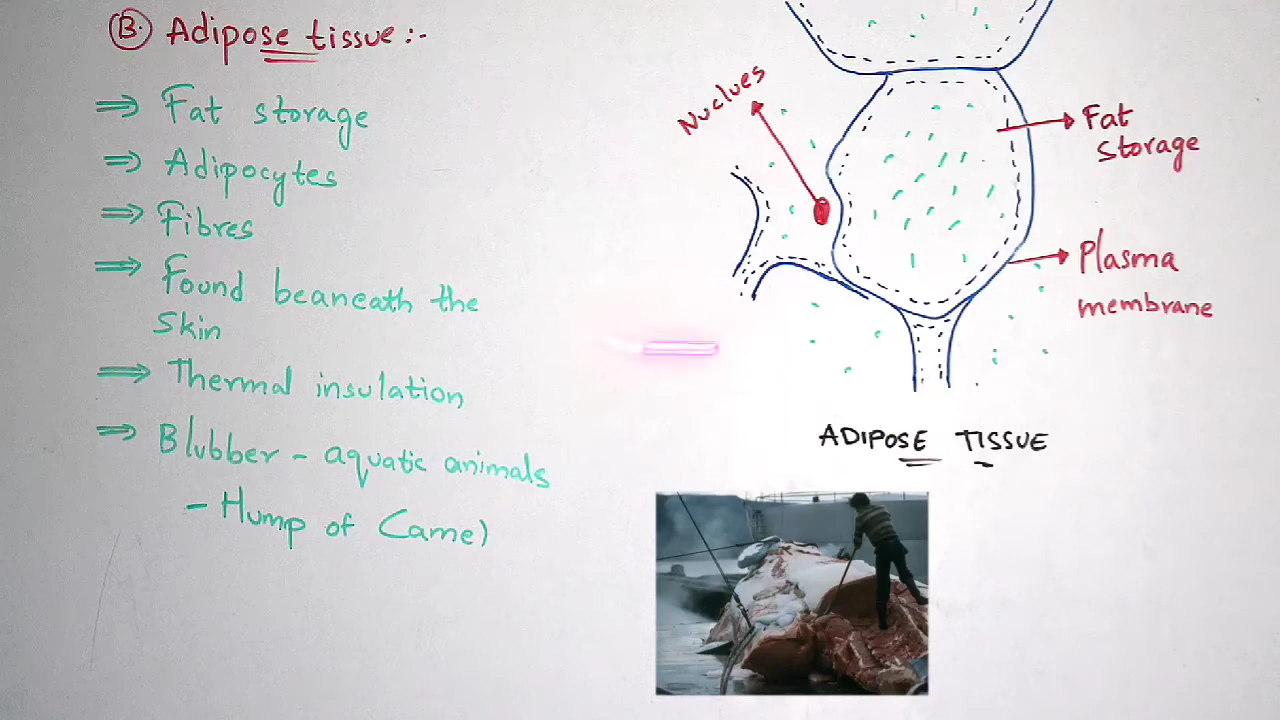 B. Adipose tissue :-
⇒ Fat storage
⇒ Adipocytes
⇒ Fibres
⇒ Found beaneath the
Skin
⇒ Thermal insulation
⇒ Blubber - aquatic animals
- Hump of Camel
Nuclues
Fat
Storage
Plasma
membrane
ADIPOSE TISSUE